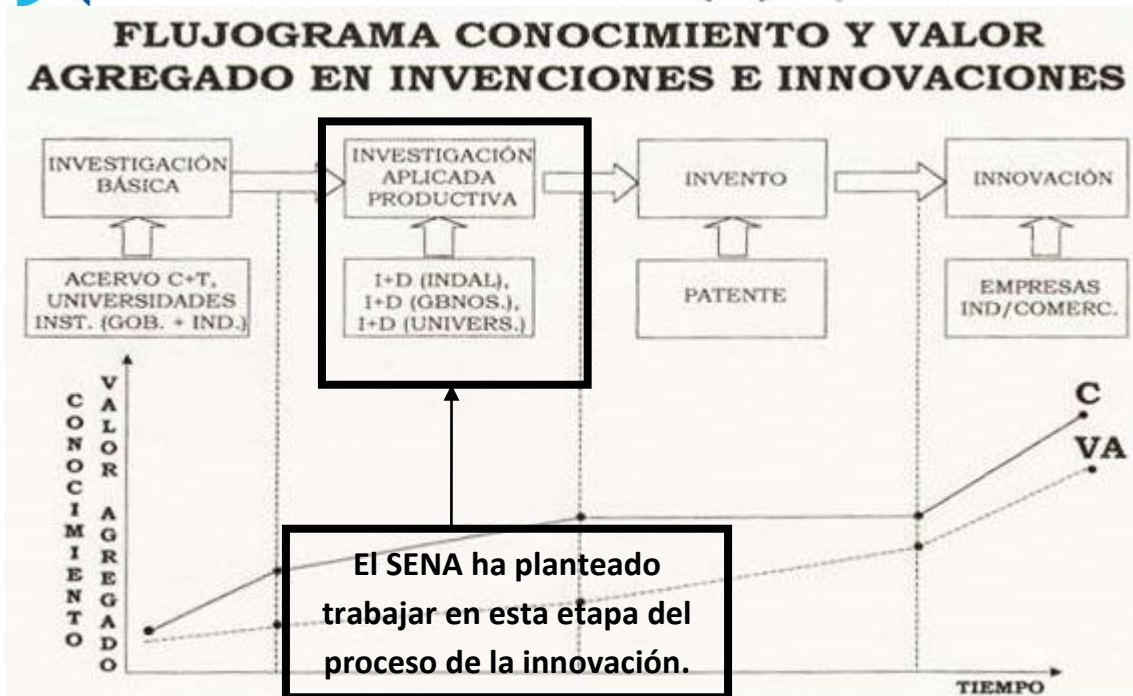 FLUJOGRAMA CONOCIMIENTO Y VALOR
AGREGADO EN INVENCIONES E INNOVACIONES
INVESTIGACIÓN
BÁSICA
INVESTIGACIÓN
APLICADA
PRODUCTIVA
INVENTO
INNOVACIÓN
ACERVO C+T,
UNIVERSIDADES
INST. (GOB. + IND.)
I+D (INDAL),
I+D (GBNOS.),
I+D (UNIVERS.)
PATENTE
EMPRESAS
IND/COMERC.
CONOCIMIENTO
VALOR AGREGADO
C
VA
El SENA ha planteado
trabajar en esta etapa del
proceso de la innovación.
TIEMPO